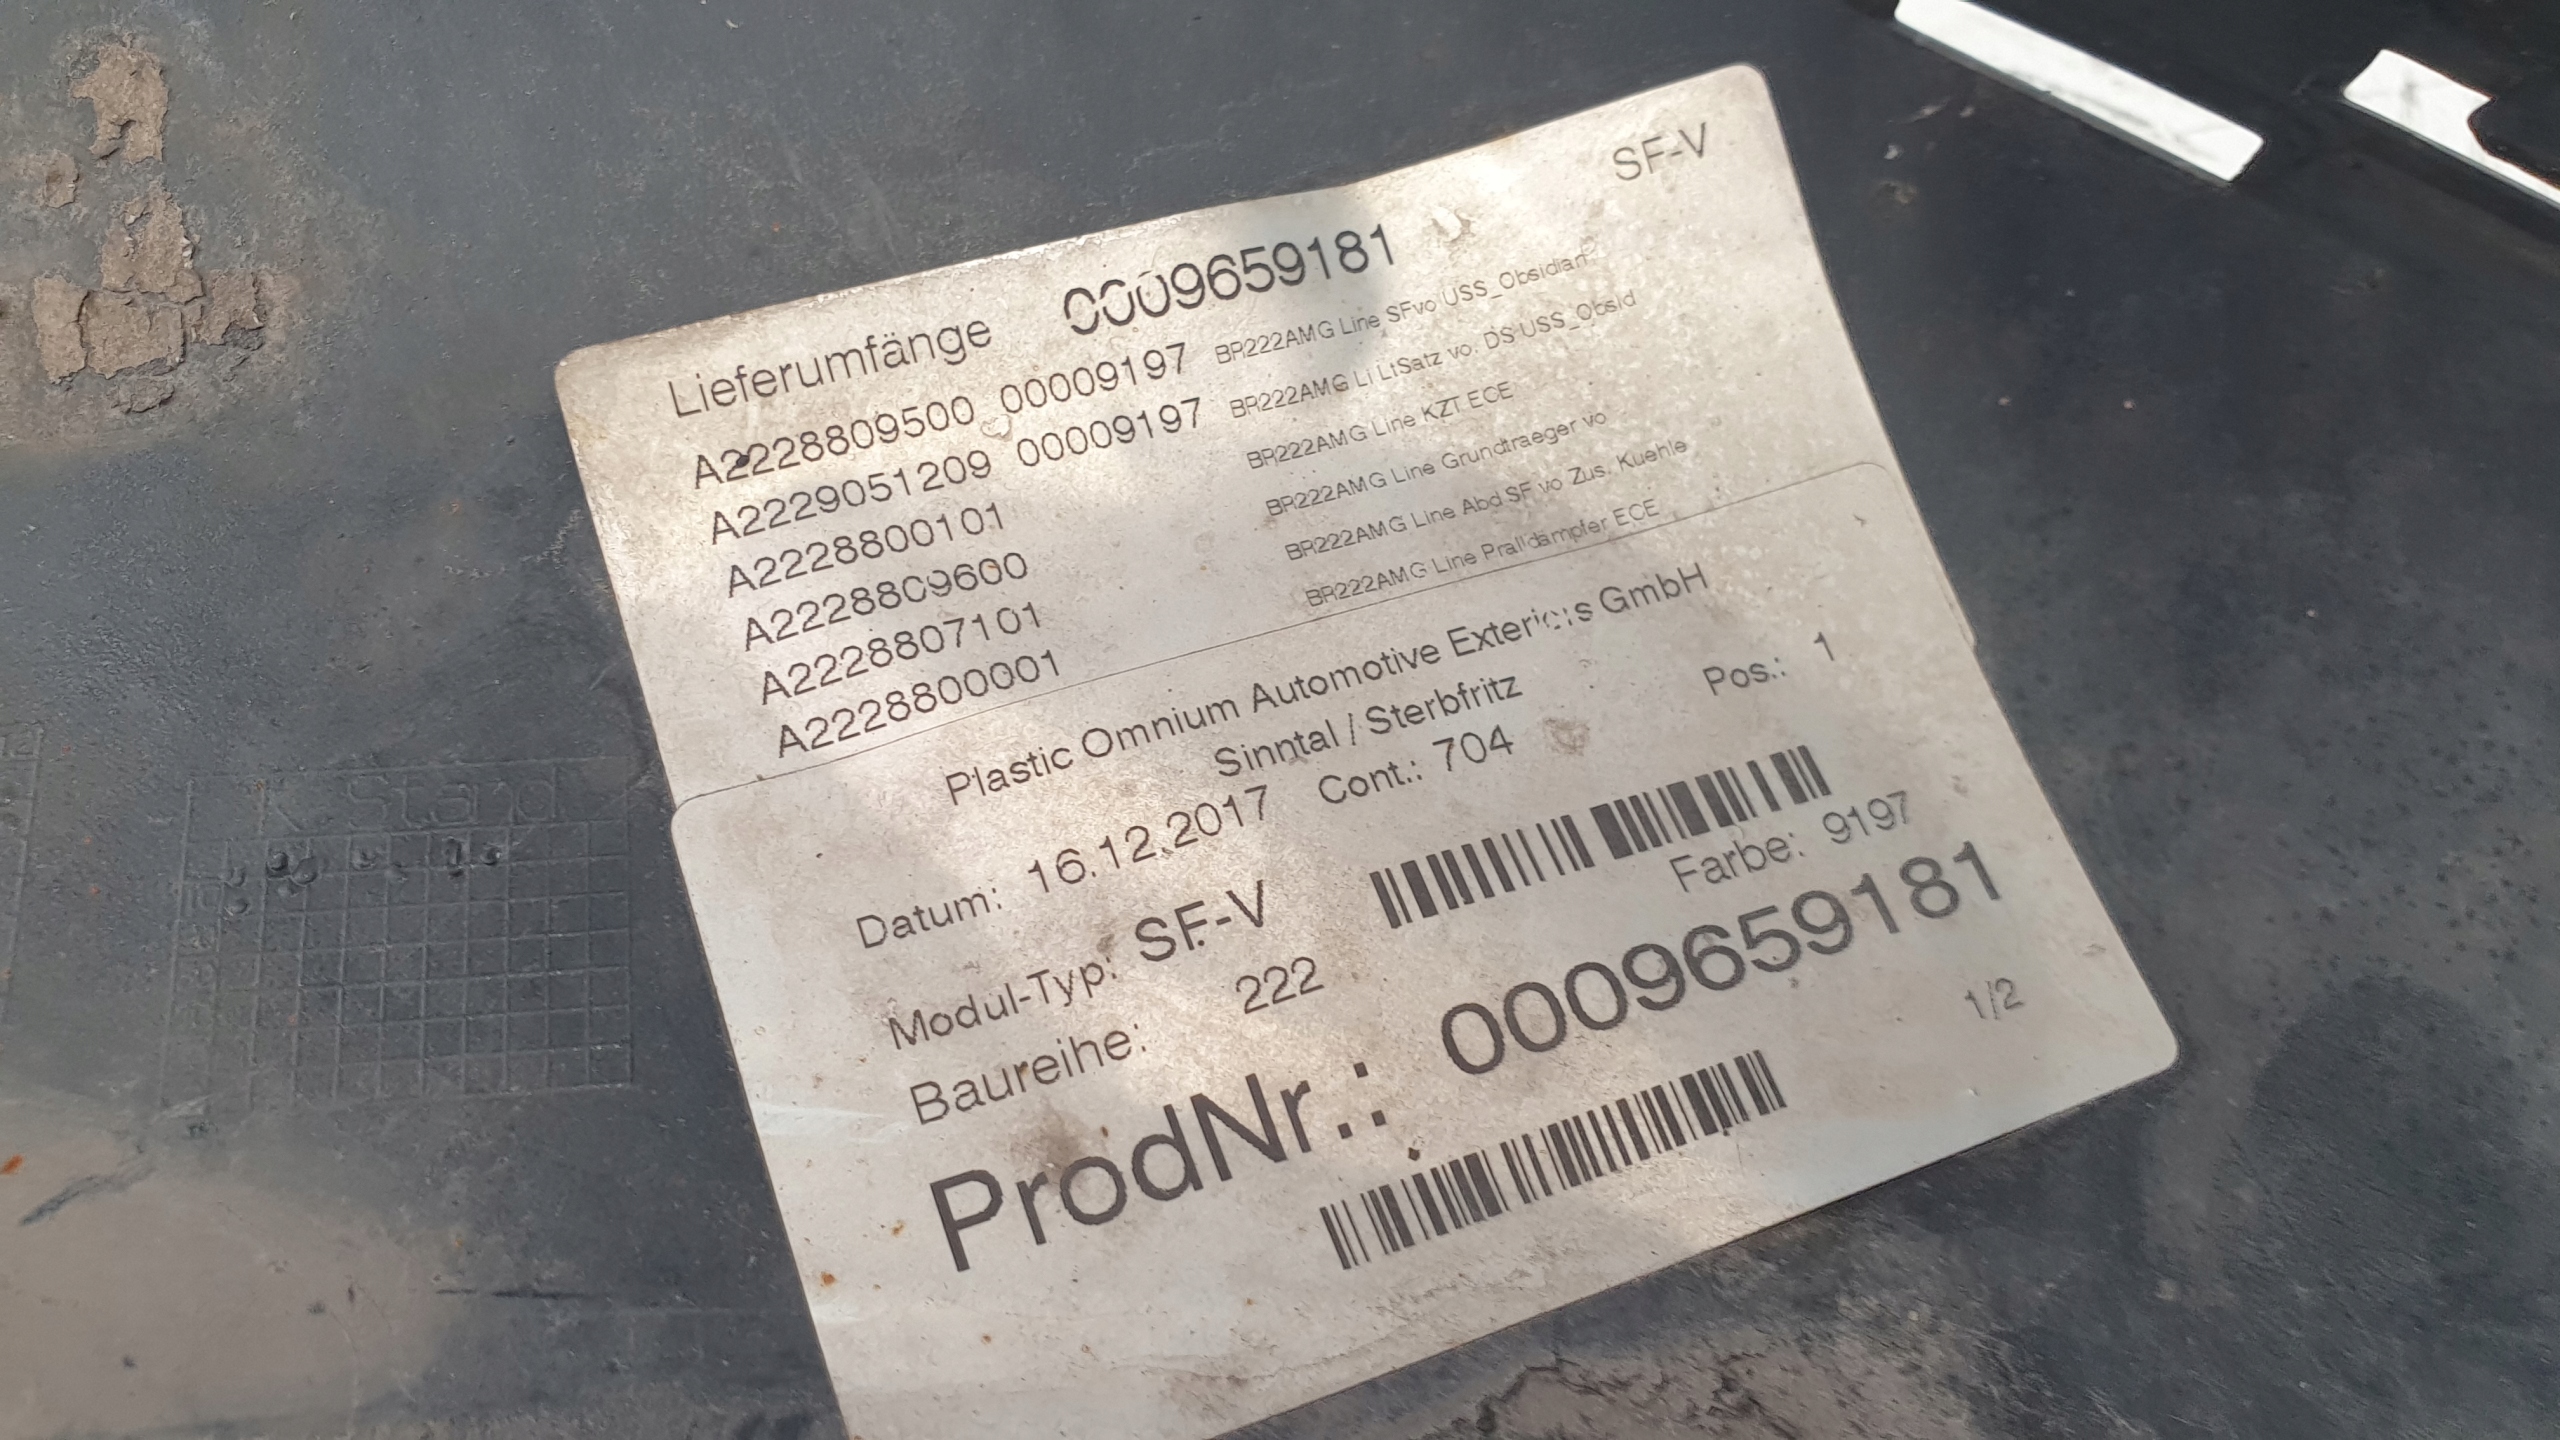 SF-V
Lieferumfänge 0009659181
A2228809500 00009197 BR222AMG Line SFvo USS_Obsidian
A2229051209 00009197 BR222AMG Li LtSatz vo. DS USS_Obsid
A2228800101 BR222AMG Line KZT ECE
A2228809600 BR222AMG Line Grundtraeger vo
A2228807101 BR222AMG Line Abd SF vo Zus. Kuehle
A2228800001 BR222AMG Line Pralldämpfer ECE
Plastic Omnium Automotive Exteriors GmbH
Sinntal / Sterbfritz
Pos.: 1
Datum: 16.12.2017 Cont.: 704
Modul-Typ: SF-V
Farbe: 9197
Baureihe: 222
ProdNr.: 0009659181
1/2